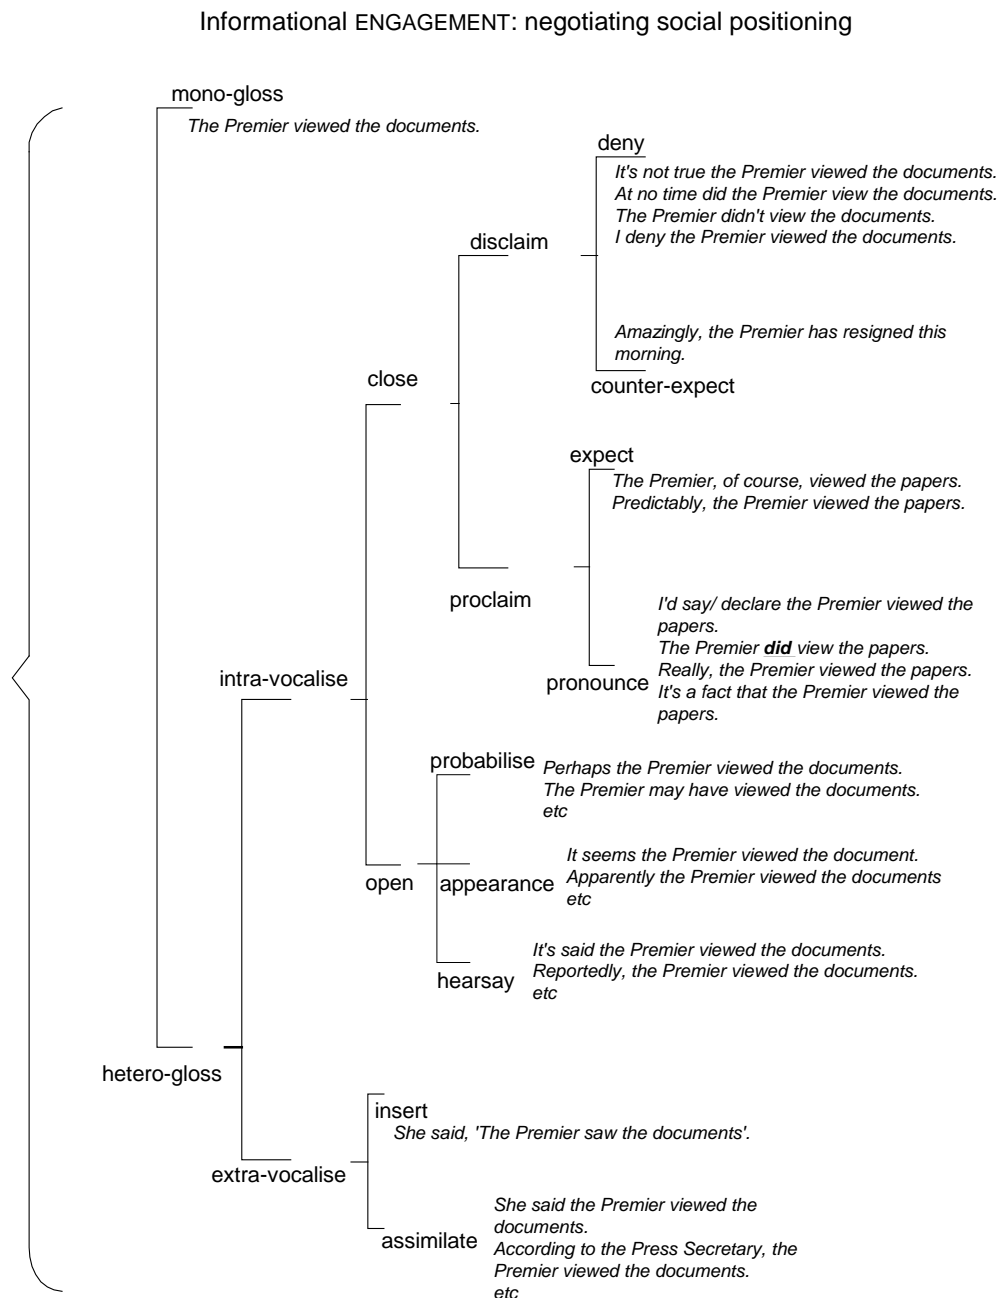 Informational ENGAGEMENT: negotiating social positioning
mono-gloss
The Premier viewed the documents.
deny
It's not true the Premier viewed the documents.
At no time did the Premier view the documents.
The Premier didn't view the documents.
I deny the Premier viewed the documents.
disclaim
Amazingly, the Premier has resigned this
morning.
close
counter-expect
expect
The Premier, of course, viewed the papers.
Predictably, the Premier viewed the papers.
proclaim
I'd say/ declare the Premier viewed the
papers.
The Premier did view the papers.
Really, the Premier viewed the papers.
It's a fact that the Premier viewed the
papers.
pronounce
intra-vocalise
probabilise
Perhaps the Premier viewed the documents.
The Premier may have viewed the documents.
etc
open
appearance
It seems the Premier viewed the document.
Apparently the Premier viewed the documents
etc
hearsay
It's said the Premier viewed the documents.
Reportedly, the Premier viewed the documents.
etc
hetero-gloss
insert
She said, 'The Premier saw the documents'.
extra-vocalise
assimilate
She said the Premier viewed the
documents.
According to the Press Secretary, the
Premier viewed the documents.
etc